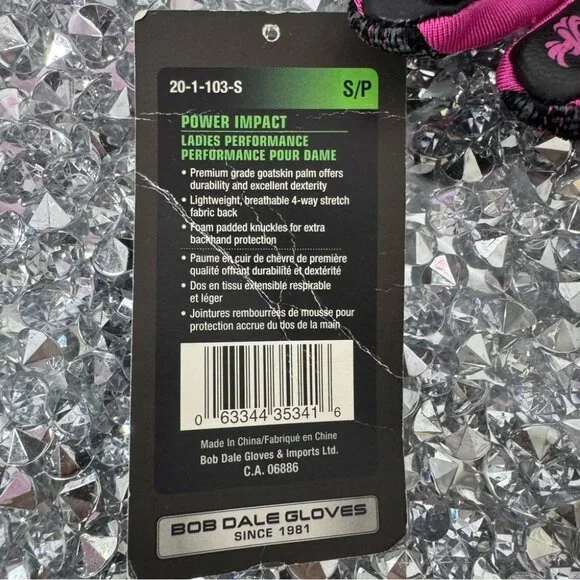 20-1-103-S S/P
POWER IMPACT
LADIES PERFORMANCE
PERFORMANCE POUR DAME
• Premium grade goatskin palm offers
durability and excellent dexterity
• Lightweight, breathable 4-way stretch
fabric back
• Foam padded knuckles for extra
backhand protection
• Paume en cuir de chèvre de première
qualité offrant durabilité et dextérité
• Dos en tissu extensible respirable
et léger
• Jointures rembourrées de mousse pour
protection accrue du dos de la main
0 63344 35341 6
Made In China/Fabriqué en Chine
Bob Dale Gloves & Imports Ltd.
C.A. 06886
BOB DALE GLOVES
SINCE 1981